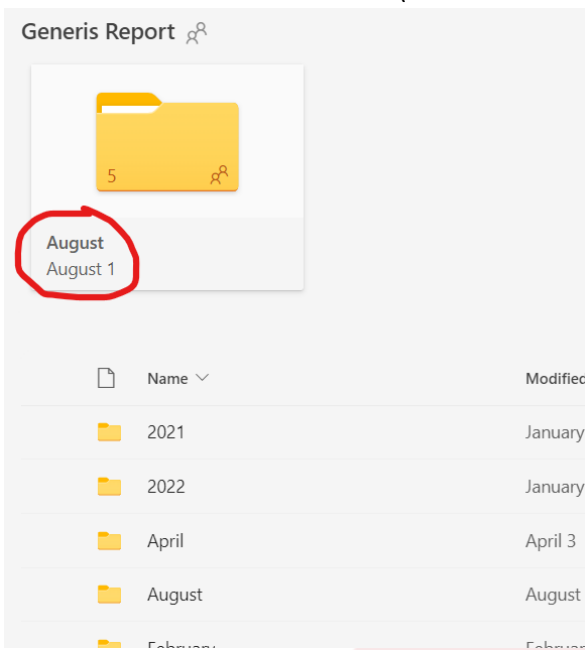 Generis Report
5
August
August 1
Name Modified
2021 January
2022 January
April April 3
August August